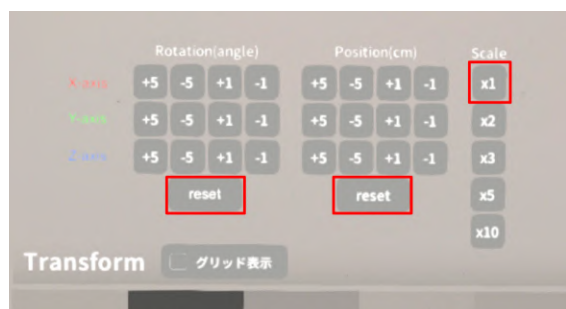 Rotation(angle) Position(cm) Scale
X-axis +5 -5 +1 -1 +5 -5 +1 -1 x1
Y-axis +5 -5 +1 -1 +5 -5 +1 -1 x2
Z-axis +5 -5 +1 -1 +5 -5 +1 -1 x3
reset reset x5
x10
Transform グリッド表示